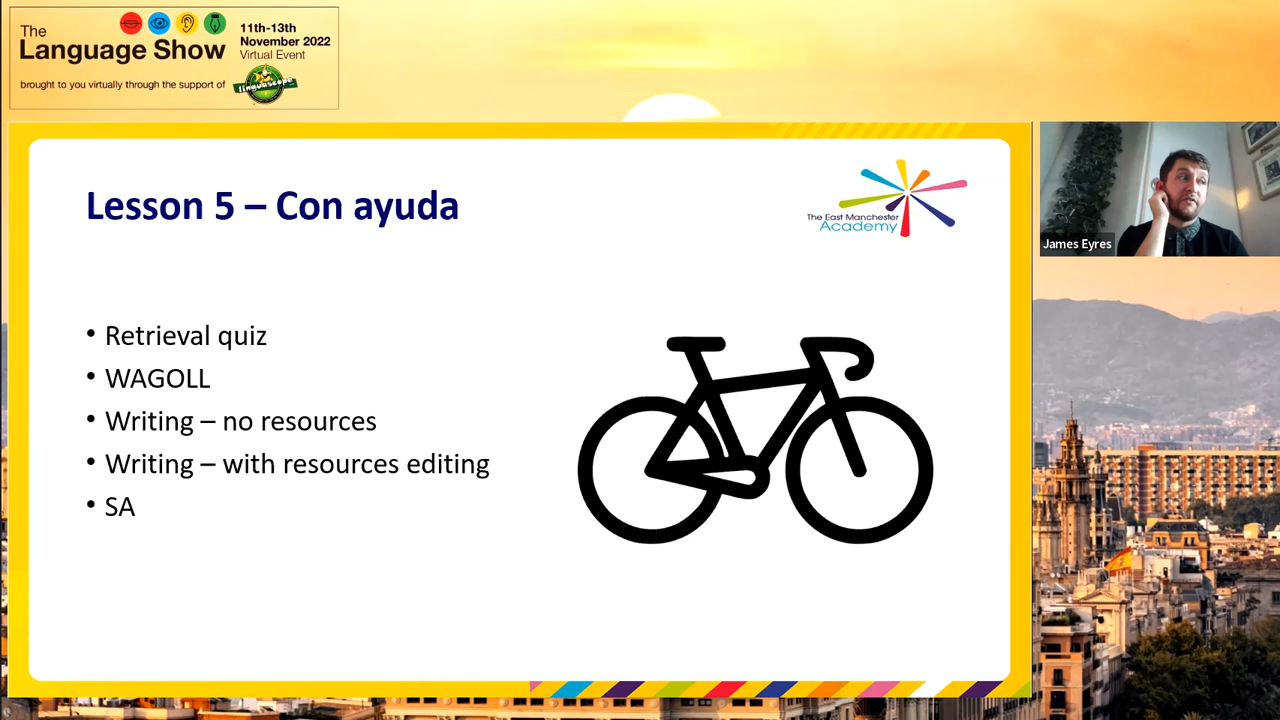 The
Language Show
11th-13th
November 2022
Virtual Event
brought to you virtually through the support of
linguascope
Lesson 5 – Con ayuda
The East Manchester
Academy
• Retrieval quiz
• WAGOLL
• Writing – no resources
• Writing – with resources editing
• SA
James Eyres